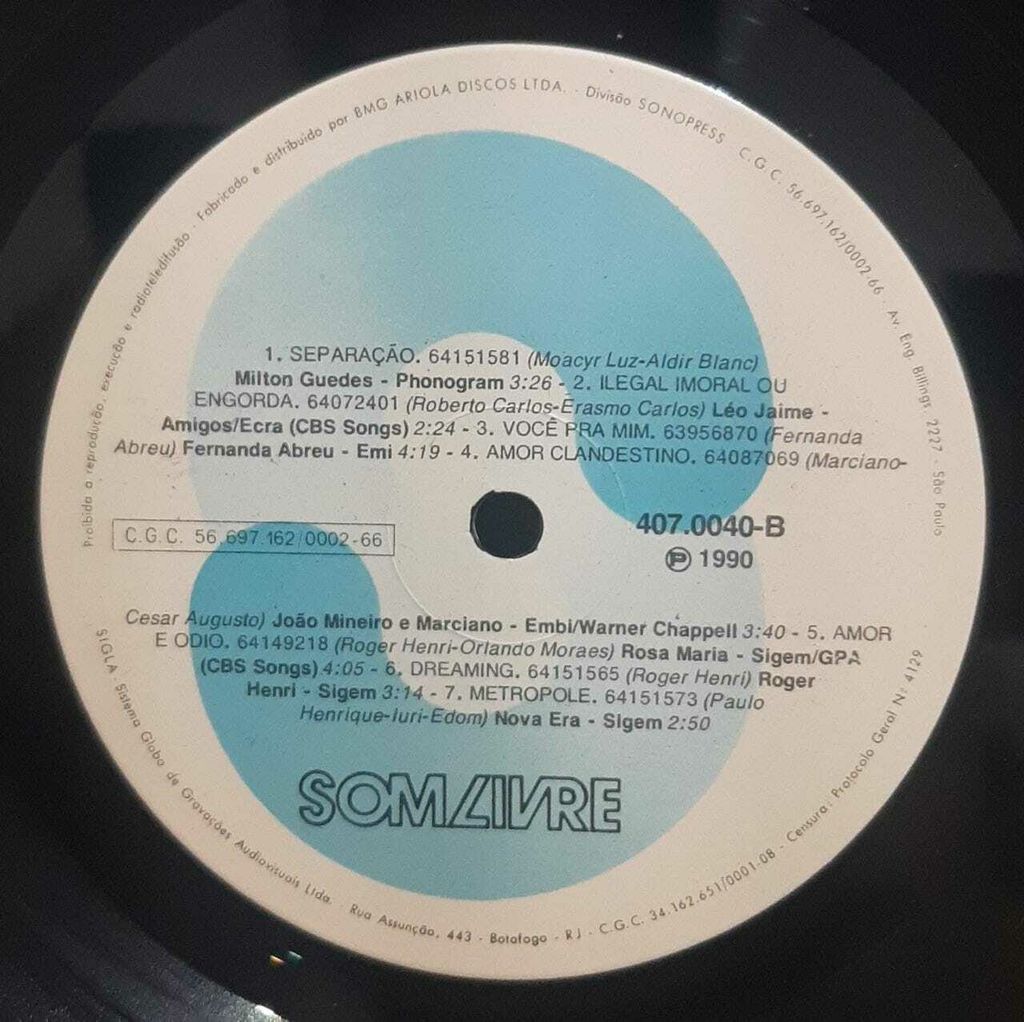 Proibida a reprodução, execução e radioteledifusão · Fabricado e distribuido por BMG ARIOLA DISCOS LTDA. · Divisão SONOPRESS · C.G.C. 56.697.162/0002-66 · Av. Eng. Billings 2227 - São Paulo
1. SEPARAÇÃO. 64151581 (Moacyr Luz-Aldir Blanc)
Milton Guedes - Phonogram 3:26 - 2. ILEGAL IMORAL OU
ENGORDA. 64072401 (Roberto Carlos-Erasmo Carlos) Léo Jaime -
Amigos/Ecra (CBS Songs) 2:24 - 3. VOCÊ PRA MIM. 63956870 (Fernanda
Abreu) Fernanda Abreu - Emi 4:19 - 4. AMOR CLANDESTINO. 64087069 (Marciano-
C.G.C. 56.697.162/0002-66
407.0040-B
℗ 1990
Cesar Augusto) João Mineiro e Marciano - Embi/Warner Chappell 3:40 - 5. AMOR
E ODIO. 64149218 (Roger Henri-Orlando Moraes) Rosa Maria - Sigem/GPA
(CBS Songs) 4:05 - 6. DREAMING. 64151565 (Roger Henri) Roger
Henri - Sigem 3:14 - 7. METROPOLE. 64151573 (Paulo
Henrique-Iuri-Edom) Nova Era - Sigem 2:50
SOM LIVRE
SIGLA · Sistema Globo de Gravações Audiovisuais Ltda. · Rua Assunção, 443 - Botafogo - RJ - C.G.C. 34.162.651/0001-08 - Censura: Protocolo Geral Nº 4129